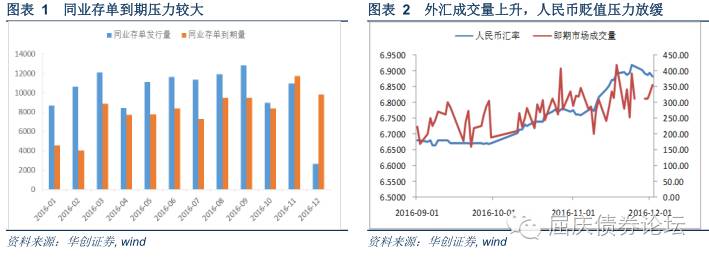 图表 1 同业存单到期压力较大
同业存单发行量 同业存单到期量
14000
12000
10000
8000
6000
4000
2000
0
2016-01 2016-02 2016-03 2016-04 2016-05 2016-06 2016-07 2016-08 2016-09 2016-10 2016-11 2016-12
资料来源：华创证券, wind
图表 2 外汇成交量上升，人民币贬值压力放缓
人民币汇率 即期市场成交量
6.9500 450.00
6.9000 400.00
6.8500 350.00
6.8000 300.00
6.7500 250.00
6.7000 200.00
6.6500 150.00
6.6000 100.00
6.5500 50.00
6.5000 0.00
2016-09-01 2016-10-01 2016-11-01 2016-12-01
屈庆债券论坛
资料来源：华创证券, wind